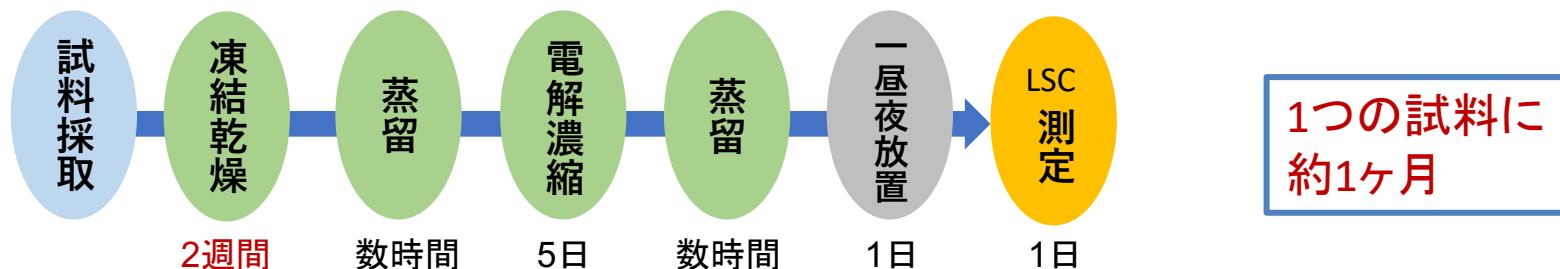 試料採取
凍結乾燥
蒸留
電解濃縮
蒸留
一昼夜放置
LSC
測定
2週間
数時間
5日
数時間
1日
1日
1つの試料に
約1ヶ月